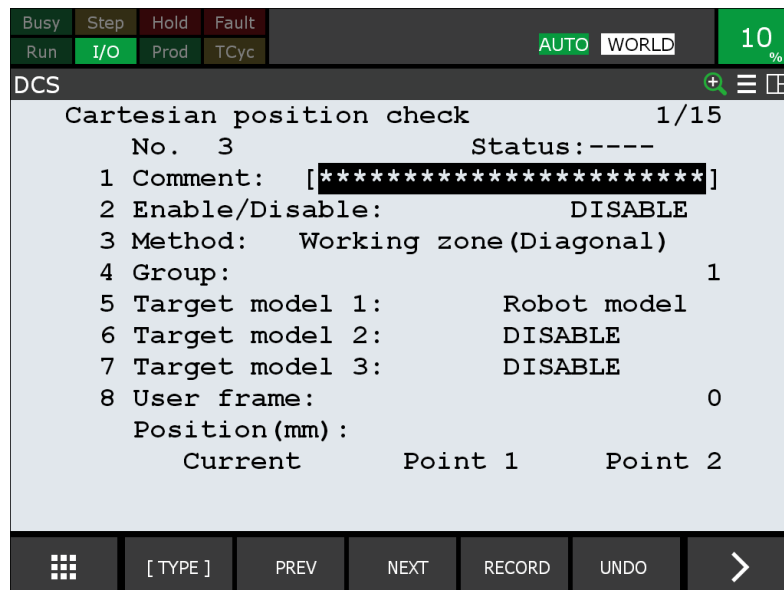 Busy Step Hold Fault
Run I/O Prod TCyc AUTO WORLD 10 %
DCS
Cartesian position check 1/15
No. 3 Status:----
1 Comment: [***********************]
2 Enable/Disable: DISABLE
3 Method: Working zone(Diagonal)
4 Group: 1
5 Target model 1: Robot model
6 Target model 2: DISABLE
7 Target model 3: DISABLE
8 User frame: 0
Position(mm):
Current Point 1 Point 2
[ TYPE ] PREV NEXT RECORD UNDO